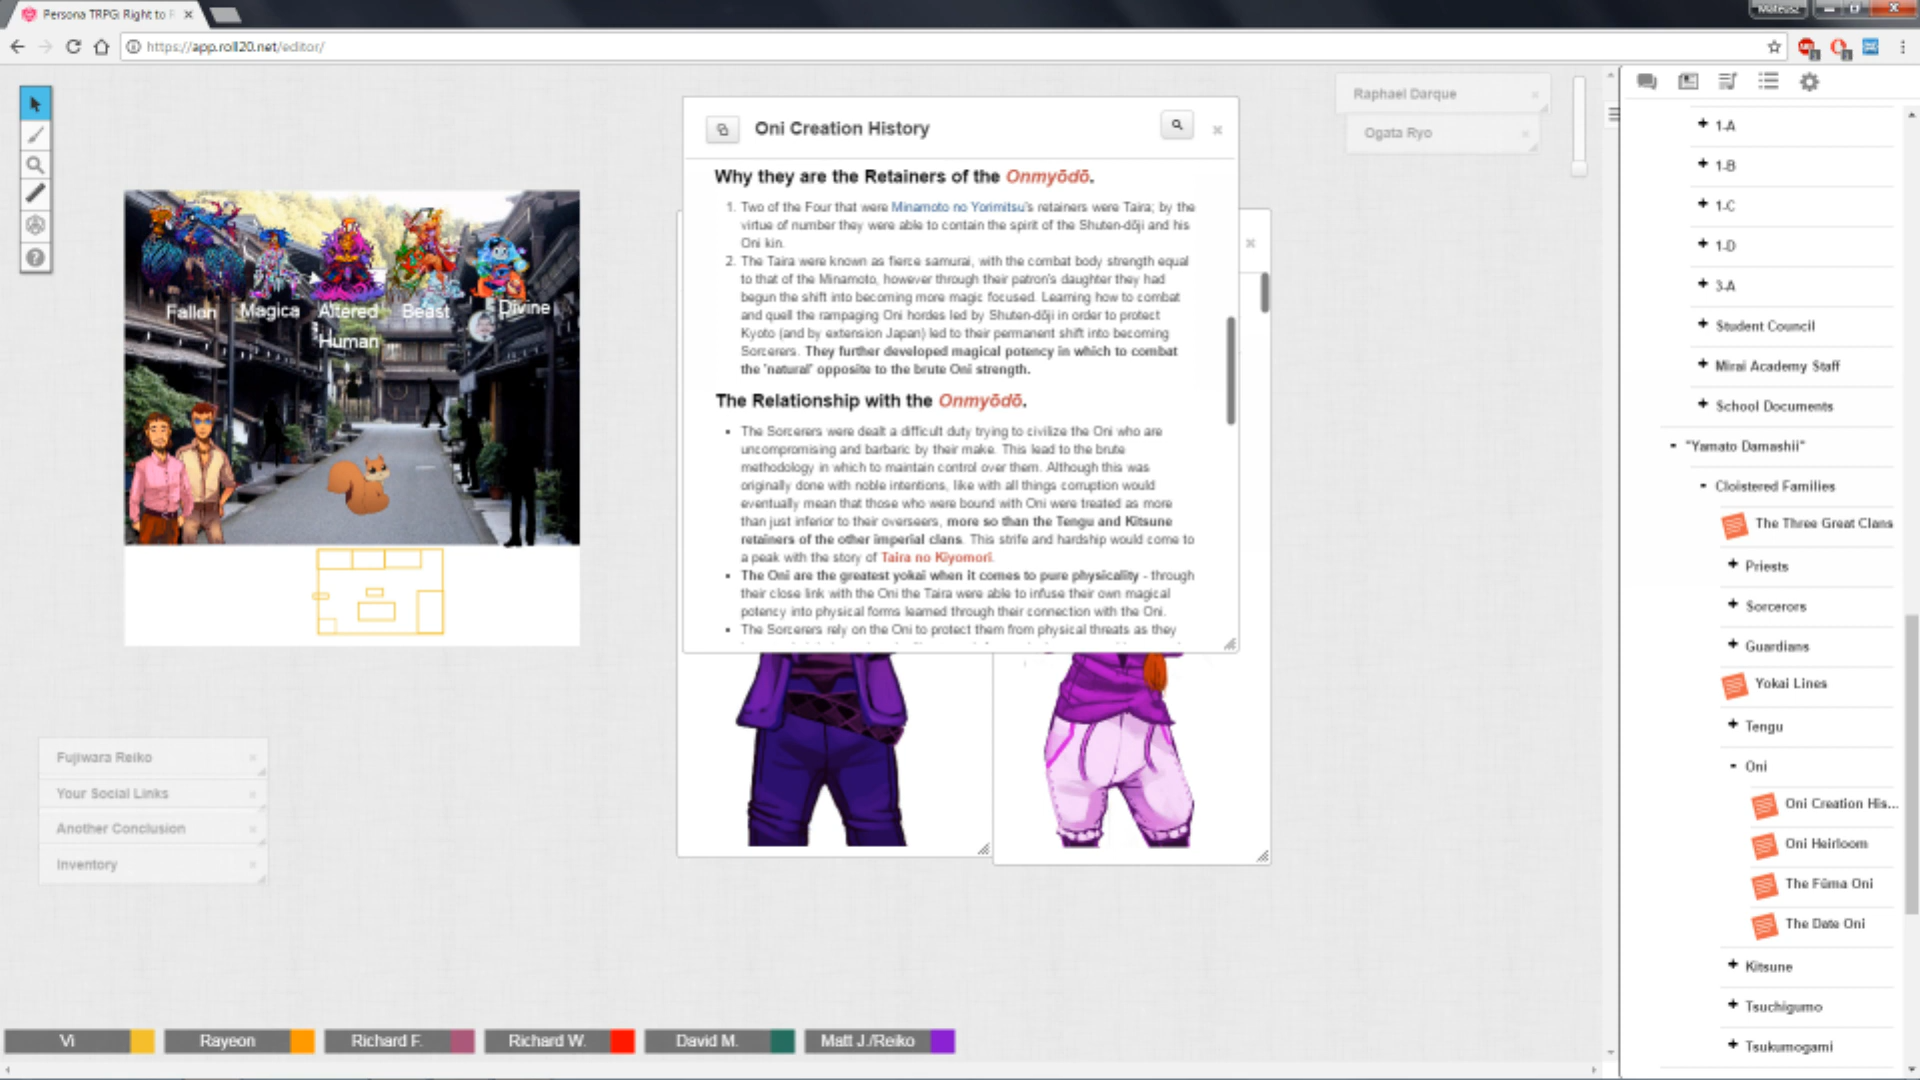 Persona TRPG: Right to
Mateusz
https://app.roll20.net/editor/
Fallen
Magica
Altered
Human
Beast
Divine
Fujiwara Reiko
Your Social Links
Another Conclusion
Inventory
Oni Creation History
Why they are the Retainers of the Onmyōdō.
1. Two of the Four that were Minamoto no Yorimitsu's retainers were Taira; by the
virtue of number they were able to contain the spirit of the Shuten-dōji and his
Oni kin.
2. The Taira were known as fierce samurai, with the combat body strength equal
to that of the Minamoto, however through their patron's daughter they had
begun the shift into becoming more magic focused. Learning how to combat
and quell the rampaging Oni hordes led by Shuten-dōji in order to protect
Kyoto (and by extension Japan) led to their permanent shift into becoming
Sorcerers. They further developed magical potency in which to combat
the 'natural' opposite to the brute Oni strength.
The Relationship with the Onmyōdō.
• The Sorcerers were dealt a difficult duty trying to civilize the Oni who are
uncompromising and barbaric by their make. This lead to the brute
methodology in which to maintain control over them. Although this was
originally done with noble intentions, like with all things corruption would
eventually mean that those who were bound with Oni were treated as more
than just inferior to their overseers, more so than the Tengu and Kitsune
retainers of the other imperial clans. This strife and hardship would come to
a peak with the story of Taira no Kiyomori.
• The Oni are the greatest yokai when it comes to pure physicality - through
their close link with the Oni the Taira were able to infuse their own magical
potency into physical forms learned through their connection with the Oni.
• The Sorcerers rely on the Oni to protect them from physical threats as they
Raphael Darque
Ogata Ryo
1-A
1-B
1-C
1-D
3-A
Student Council
Mirai Academy Staff
School Documents
"Yamato Damashii"
Cloistered Families
The Three Great Clans
Priests
Sorcerors
Guardians
Yokai Lines
Tengu
Oni
Oni Creation His...
Oni Heirloom
The Fūma Oni
The Date Oni
Kitsune
Tsuchigumo
Tsukumogami
Vi
Rayeon
Richard F.
Richard W.
David M.
Matt J./Reiko